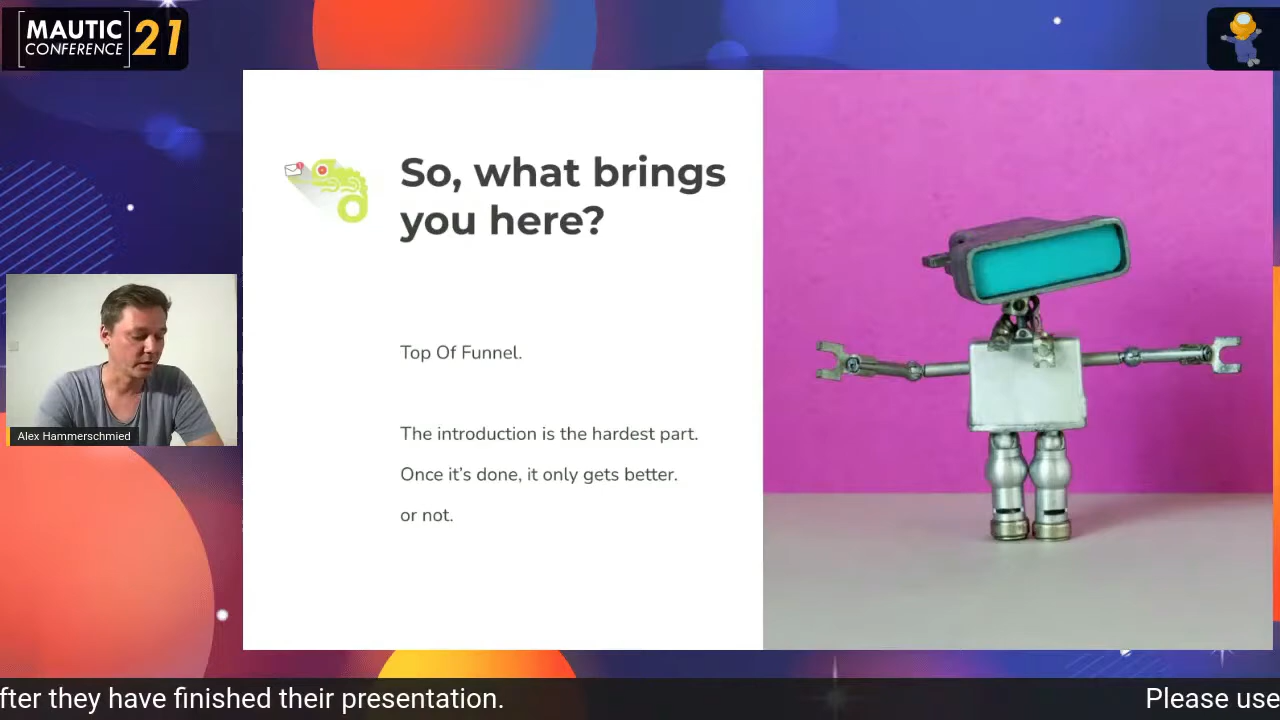 MAUTIC
CONFERENCE
21
So, what brings
you here?
Top Of Funnel.
The introduction is the hardest part.
Once it's done, it only gets better.
or not.
Alex Hammerschmied
fter they have finished their presentation.
Please use